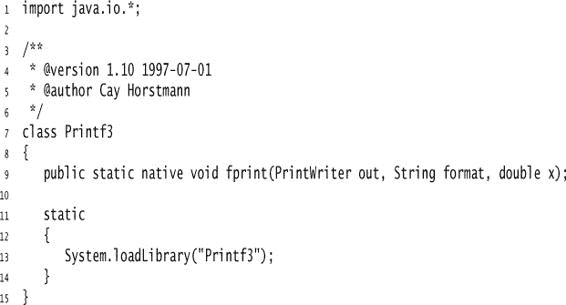 1 import java.io.*;
2
3 /**
4  * @version 1.10 1997-07-01
5  * @author Cay Horstmann
6  */
7 class Printf3
8 {
9    public static native void fprint(PrintWriter out, String format, double x);
10
11    static
12    {
13       System.loadLibrary("Printf3");
14    }
15 }